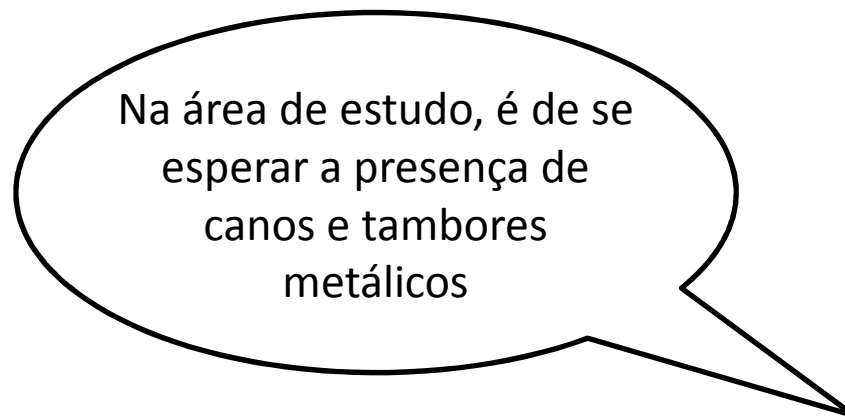 Na área de estudo, é de se
esperar a presença de
canos e tambores
metálicos